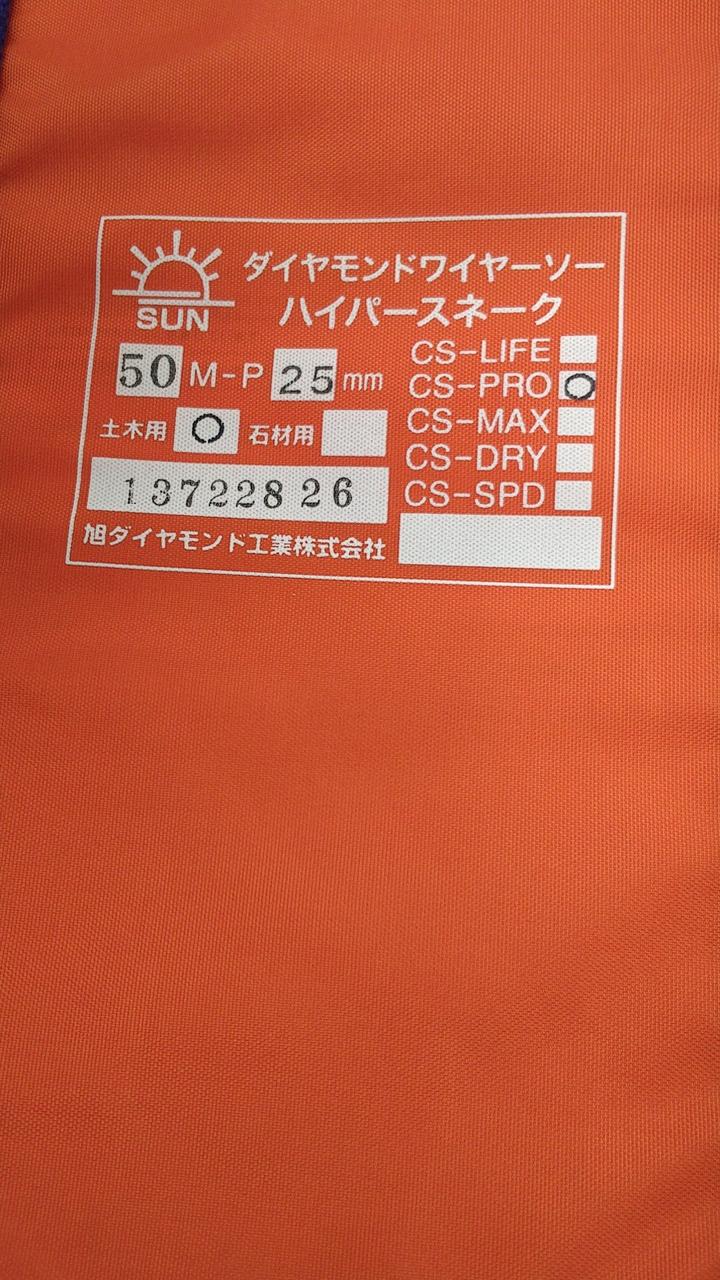 SUN
ダイヤモンドワイヤーソー
ハイパースネーク
50 M-P 25 mm
土木用 ○ 石材用
13722826
旭ダイヤモンド工業株式会社
CS-LIFE
CS-PRO ○
CS-MAX
CS-DRY
CS-SPD